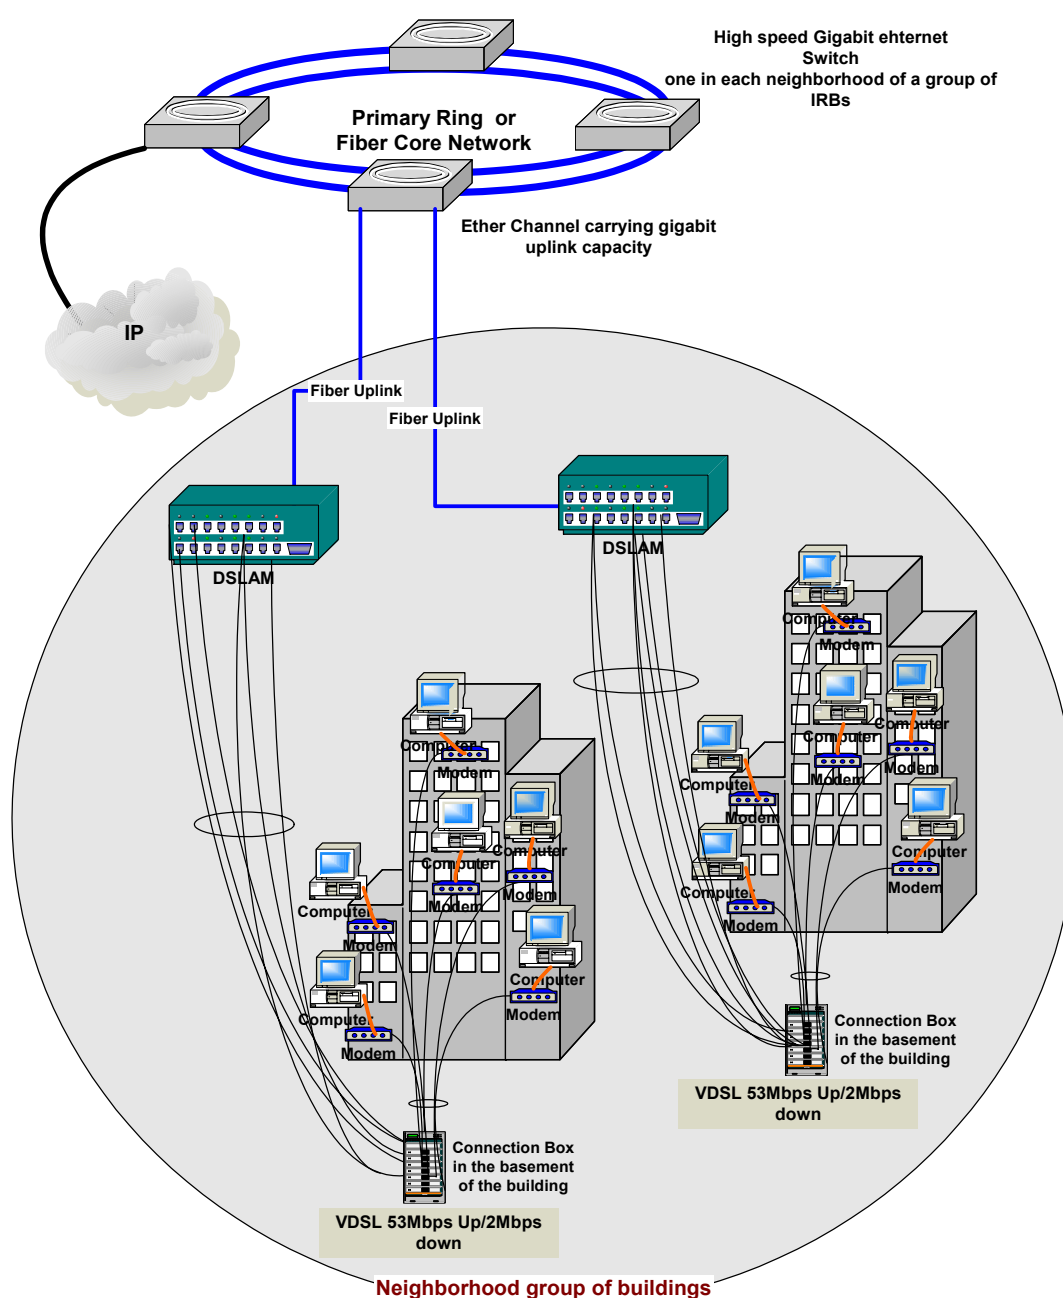 High speed Gigabit ehternet
Switch
one in each neighborhood of a group of
IRBs
Primary Ring or
Fiber Core Network
Ether Channel carrying gigabit
uplink capacity
IP
Fiber Uplink
Fiber Uplink
DSLAM
DSLAM
Computer
Modem
Computer
Computer
Modem
Modem
Computer
Modem
Computer
Modem
Computer
Modem
Computer
Modem
Computer
Computer
Modem
Modem
Computer
Modem
Computer
Modem
Computer
Modem
Connection Box
in the basement
of the building
VDSL 53Mbps Up/2Mbps
down
Connection Box
in the basement
of the building
VDSL 53Mbps Up/2Mbps
down
Neighborhood group of buildings